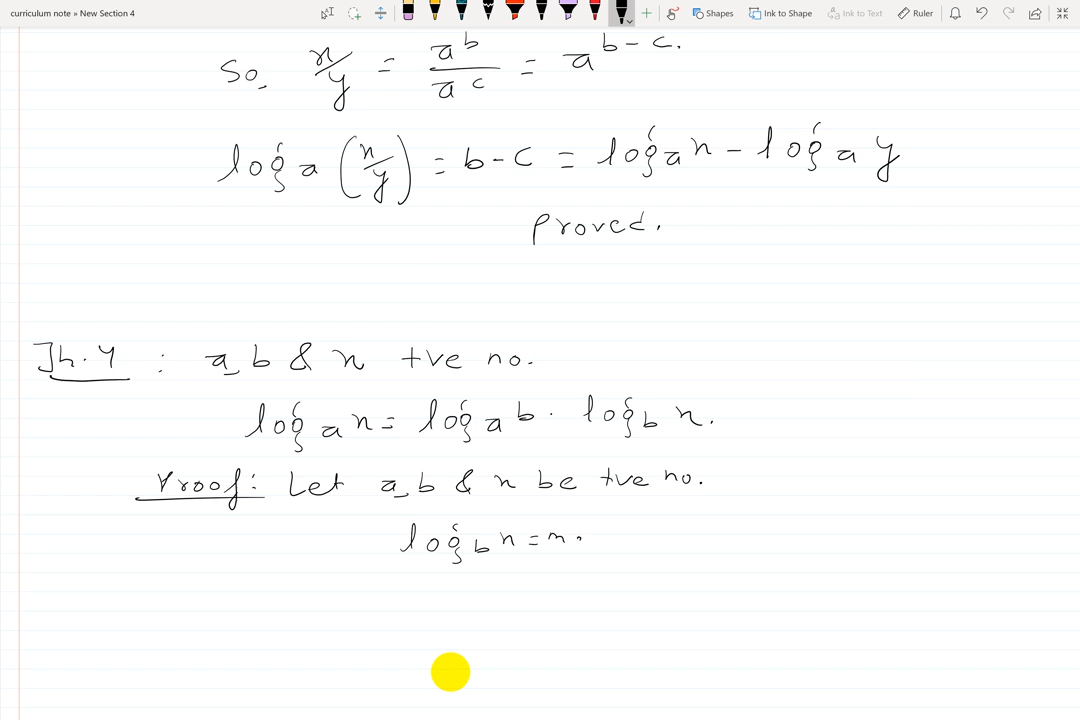 curriculum note » New Section 4
Shapes Ink to Shape Ink to Text Ruler
So, x/y = a^b / a^c = a^(b-c).
log_a (x/y) = b-c = log_a x - log_a y
Proved.
Th. 4 : a, b & x +ve no.
log_a x = log_a b · log_b x.
Proof: Let a, b & x be +ve no.
log_b x = m.